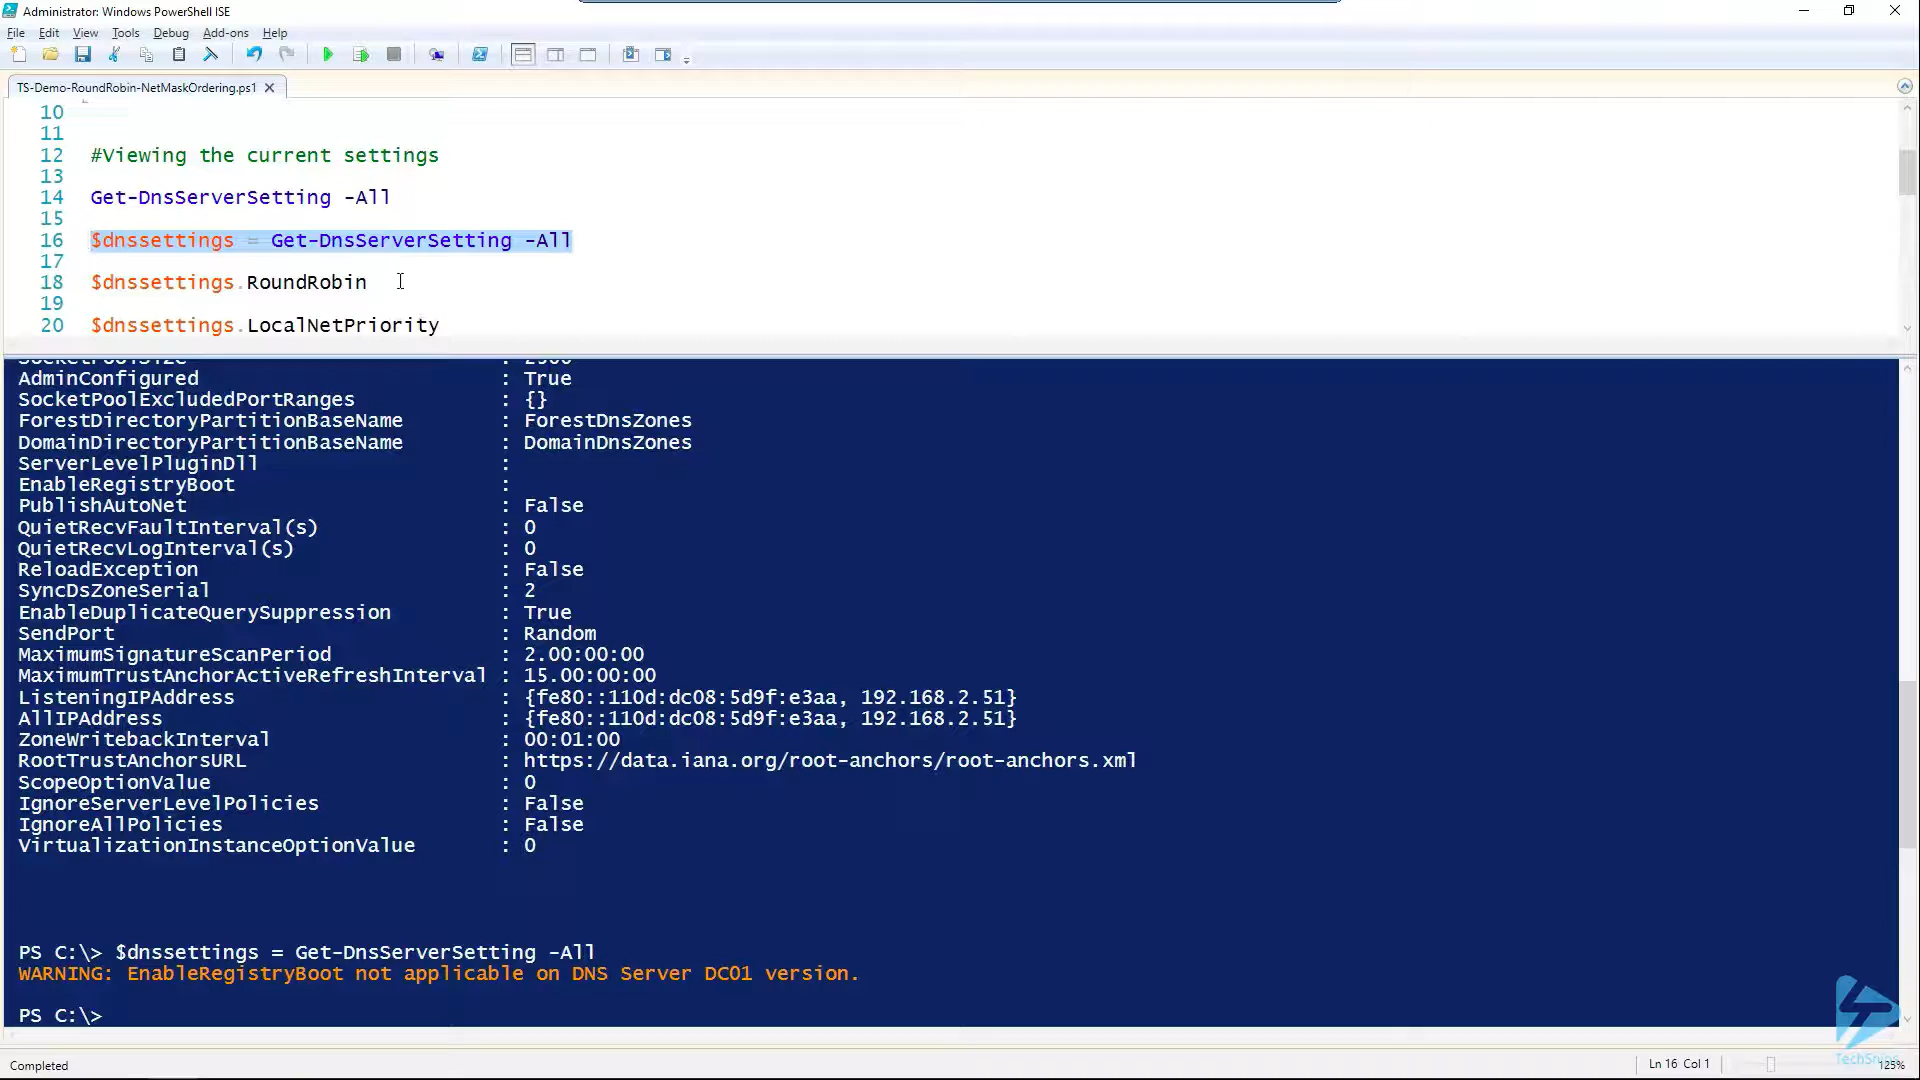 Administrator: Windows PowerShell ISE
File Edit View Tools Debug Add-ons Help
TS-Demo-RoundRobin-NetMaskOrdering.ps1
10
11
12 #Viewing the current settings
13
14 Get-DnsServerSetting -All
15
16 $dnssettings = Get-DnsServerSetting -All
17
18 $dnssettings.RoundRobin
19
20 $dnssettings.LocalNetPriority
SocketPoolSize : 2500
AdminConfigured : True
SocketPoolExcludedPortRanges : {}
ForestDirectoryPartitionBaseName : ForestDnsZones
DomainDirectoryPartitionBaseName : DomainDnsZones
ServerLevelPluginDll :
EnableRegistryBoot :
PublishAutoNet : False
QuietRecvFaultInterval(s) : 0
QuietRecvLogInterval(s) : 0
ReloadException : False
SyncDsZoneSerial : 2
EnableDuplicateQuerySuppression : True
SendPort : Random
MaximumSignatureScanPeriod : 2.00:00:00
MaximumTrustAnchorActiveRefreshInterval : 15.00:00:00
ListeningIPAddress : {fe80::110d:dc08:5d9f:e3aa, 192.168.2.51}
AllIPAddress : {fe80::110d:dc08:5d9f:e3aa, 192.168.2.51}
ZoneWritebackInterval : 00:01:00
RootTrustAnchorsURL : https://data.iana.org/root-anchors/root-anchors.xml
ScopeOptionValue : 0
IgnoreServerLevelPolicies : False
IgnoreAllPolicies : False
VirtualizationInstanceOptionValue : 0
PS C:\> $dnssettings = Get-DnsServerSetting -All
WARNING: EnableRegistryBoot not applicable on DNS Server DC01 version.
PS C:\>
TechSnips
Completed
Ln 16 Col 1
125%